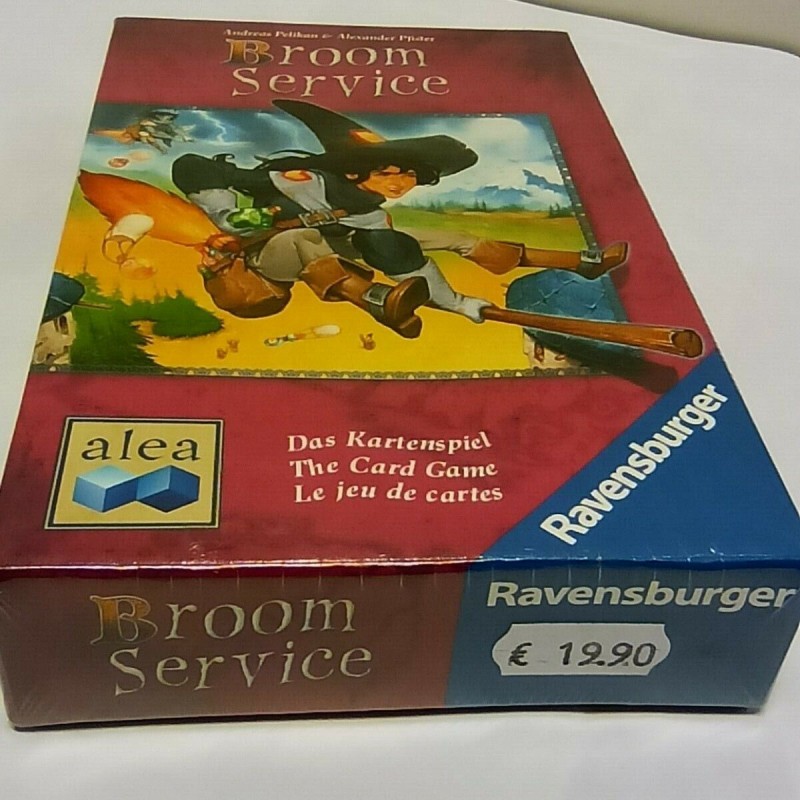 Andreas Pelikan & Alexander Pfister
Broom
Service
alea
Das Kartenspiel
The Card Game
Le jeu de cartes
Ravensburger
Broom
Service
Ravensburger
€ 19.90